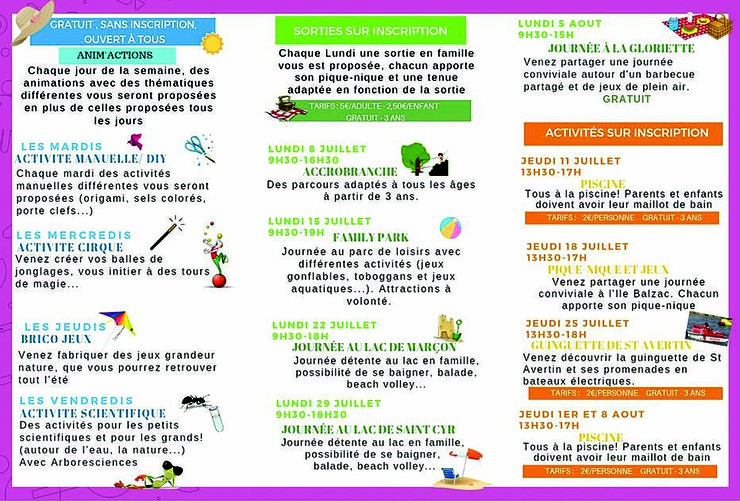 GRATUIT, SANS INSCRIPTION,
OUVERT À TOUS
ANIM'ACTIONS
Chaque jour de la semaine, des
animations avec des thématiques
différentes vous seront proposées
en plus de celles proposées tous
les jours
LES MARDIS
ACTIVITE MANUELLE/ DIY
Chaque mardi des activités
manuelles différentes vous seront
proposées (origami, sels colorés,
porte clefs...)
LES MERCREDIS
ACTIVITE CIRQUE
Venez créer vos balles de
jonglages, vous initier à des tours
de magie...
LES JEUDIS
BRICO JEUX
Venez fabriquer des jeux grandeur
nature, que vous pourrez retrouver
tout l'été
LES VENDREDIS
ACTIVITE SCIENTIFIQUE
Des activités pour les petits
scientifiques et pour les grands!
(autour de l'eau, la nature...)
Avec Arboresciences
SORTIES SUR INSCRIPTION
Chaque Lundi une sortie en famille
vous est proposée, chacun apporte
son pique-nique et une tenue
adaptée en fonction de la sortie
TARIFS: 5€/ADULTE - 2,50€/ENFANT
GRATUIT - 3 ANS
LUNDI 8 JUILLET
9H30-16H30
ACCROBRANCHE
Des parcours adaptés à tous les âges
à partir de 3 ans.
LUNDI 15 JUILLET
9H30-19H
FAMILY PARK
Journée au parc de loisirs avec
différentes activités (jeux
gonflables, toboggans et jeux
aquatiques...). Attractions à
volonté.
LUNDI 22 JUILLET
9H30-18H
JOURNÉE AU LAC DE MARÇON
Journée détente au lac en famille,
possibilité de se baigner, balade,
beach volley...
LUNDI 29 JUILLET
9H30-18H30
JOURNÉE AU LAC DE SAINT CYR
Journée détente au lac en famille,
possibilité de se baigner,
balade, beach volley...
LUNDI 5 AOUT
9H30-15H
JOURNÉE À LA GLORIETTE
Venez partager une journée
conviviale autour d'un barbecue
partagé et de jeux de plein air.
GRATUIT
ACTIVITÉS SUR INSCRIPTION
JEUDI 11 JUILLET
13H30-17H
PISCINE
Tous à la piscine! Parents et enfants
doivent avoir leur maillot de bain
TARIFS: 2€/PERSONNE GRATUIT - 3 ANS
JEUDI 18 JUILLET
13H30-17H
PIQUE NIQUE ET JEUX
Venez partager une journée
conviviale à l'Ile Balzac. Chacun
apporte son pique-nique
JEUDI 25 JUILLET
13H30-18H
GUINGUETTE DE ST AVERTIN
Venez découvrir la guinguette de St
Avertin et ses promenades en
bateaux électriques.
TARIFS: 2€/PERSONNE GRATUIT - 3 ANS
JEUDI 1ER ET 8 AOUT
13H30-17H
PISCINE
Tous à la piscine! Parents et enfants
doivent avoir leur maillot de bain
TARIFS: 2€/PERSONNE GRATUIT - 3 ANS